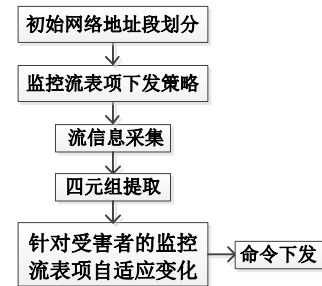 初始网络地址段划分
监控流表项下发策略
流信息采集
四元组提取
针对受害者的监控
流表项自适应变化
命令下发